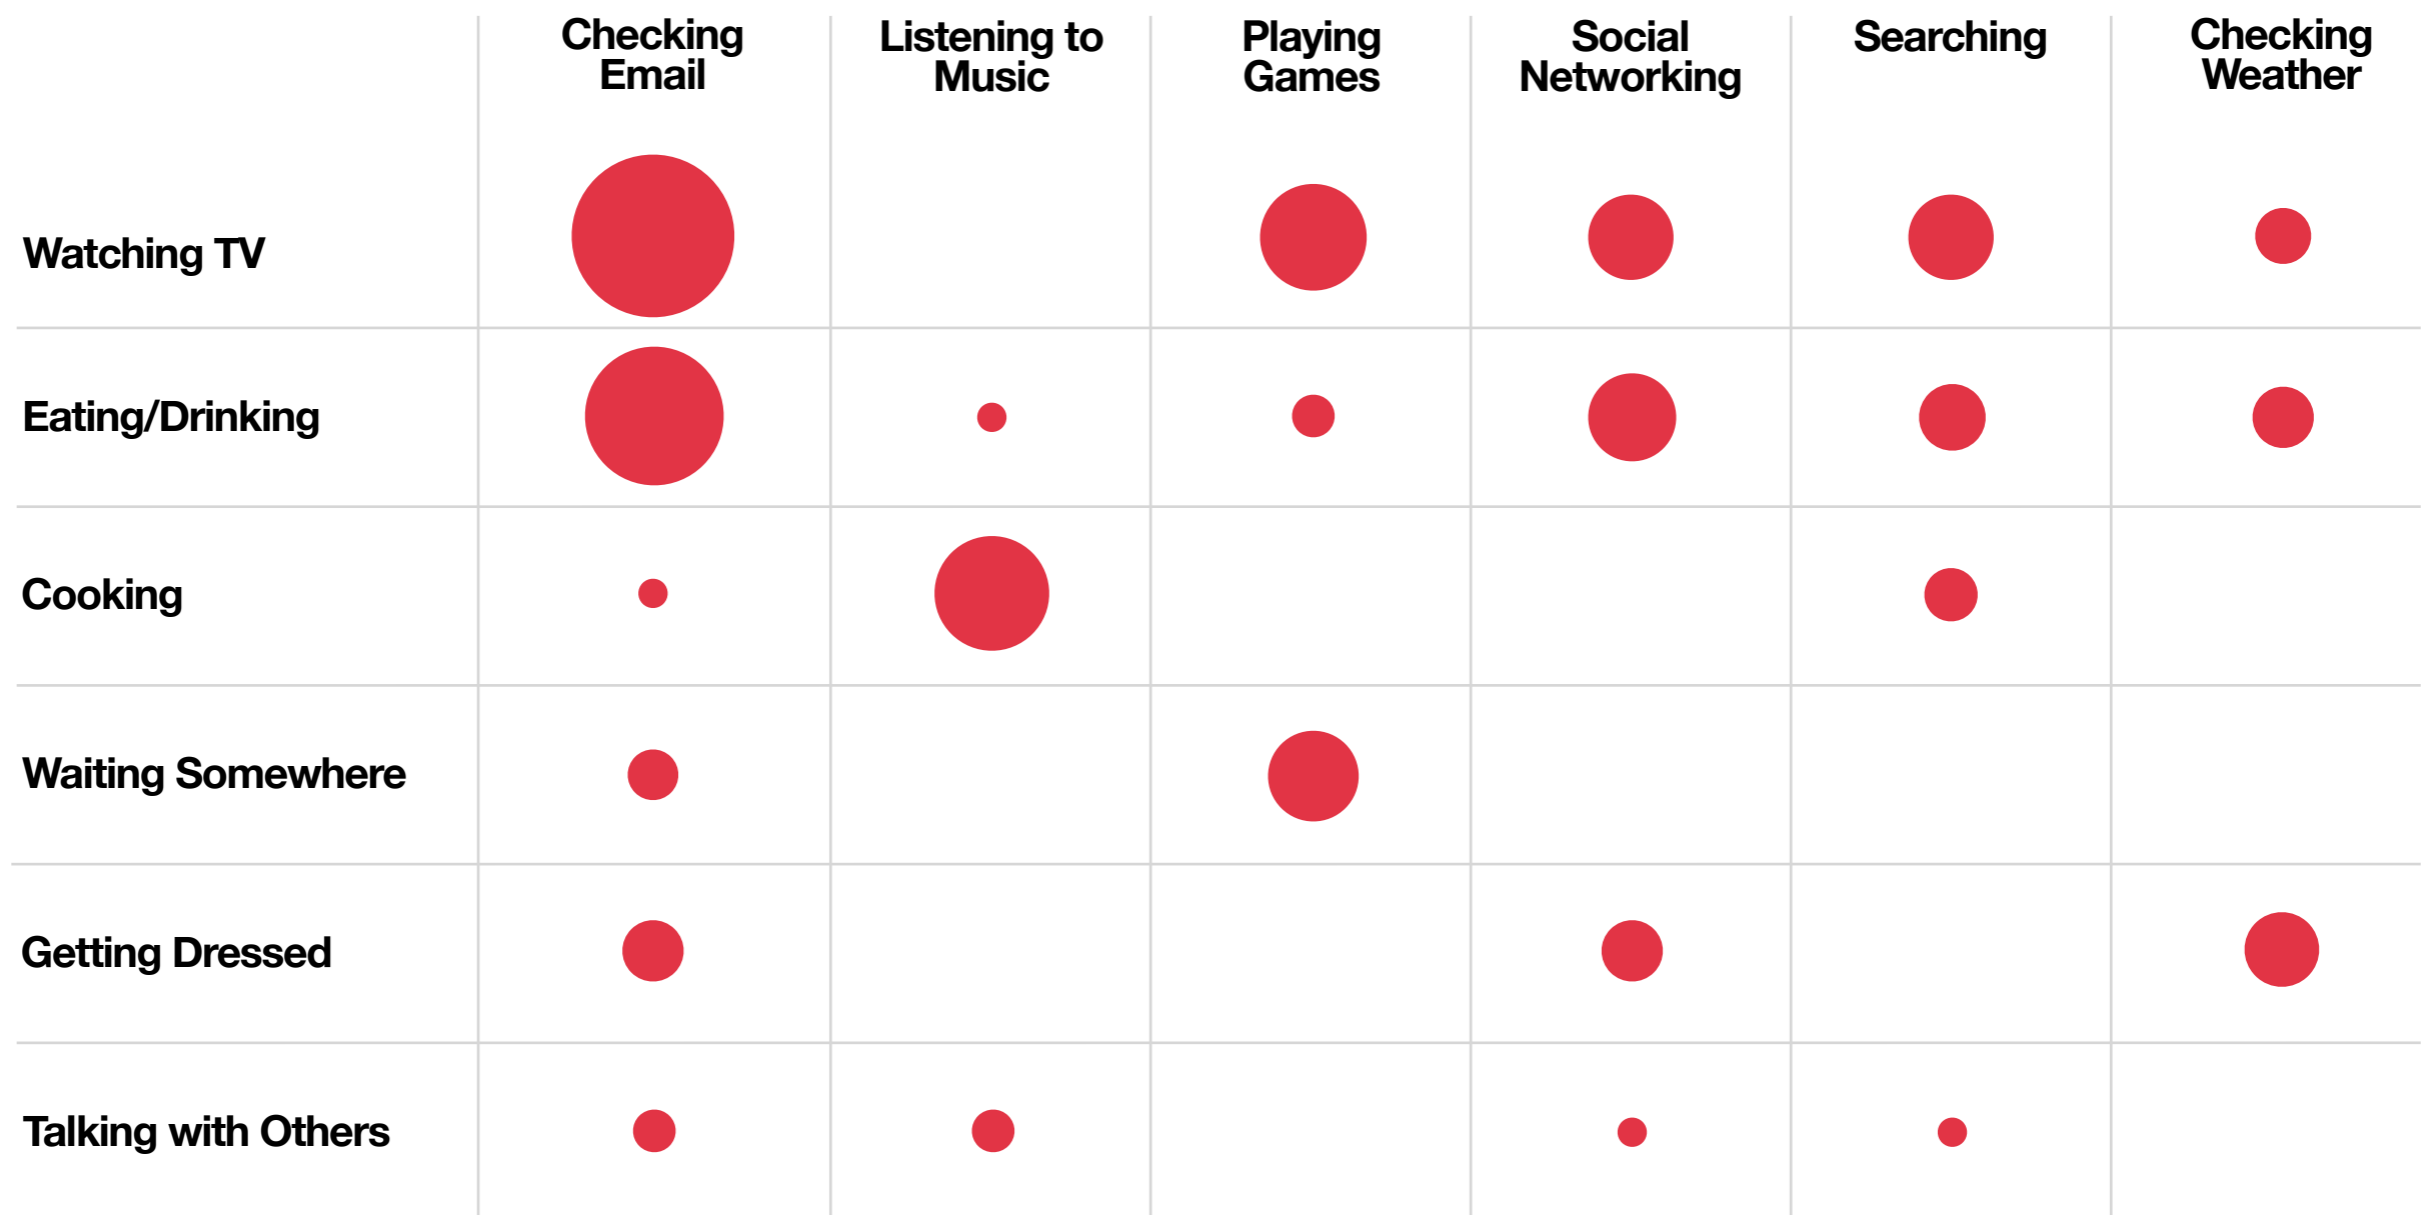 Checking
Email
Listening to
Music
Playing
Games
Social
Networking
Searching
Checking
Weather
Watching TV
Eating/Drinking
Cooking
Waiting Somewhere
Getting Dressed
Talking with Others